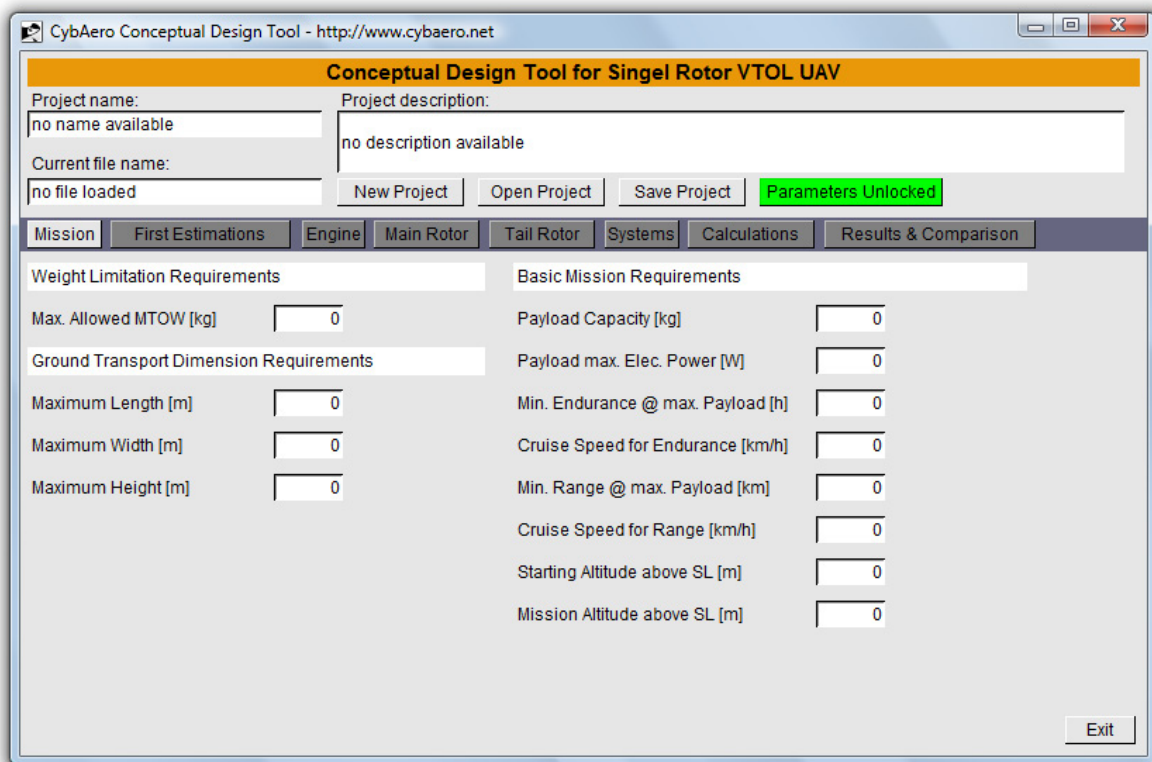 CybAero Conceptual Design Tool - http://www.cybaero.net
Conceptual Design Tool for Singel Rotor VTOL UAV
Project name:
no name available
Project description:
no description available
Current file name:
no file loaded
New Project
Open Project
Save Project
Parameters Unlocked
Mission
First Estimations
Engine
Main Rotor
Tail Rotor
Systems
Calculations
Results & Comparison
Weight Limitation Requirements
Max. Allowed MTOW [kg] 0
Ground Transport Dimension Requirements
Maximum Length [m] 0
Maximum Width [m] 0
Maximum Height [m] 0
Basic Mission Requirements
Payload Capacity [kg] 0
Payload max. Elec. Power [W] 0
Min. Endurance @ max. Payload [h] 0
Cruise Speed for Endurance [km/h] 0
Min. Range @ max. Payload [km] 0
Cruise Speed for Range [km/h] 0
Starting Altitude above SL [m] 0
Mission Altitude above SL [m] 0
Exit